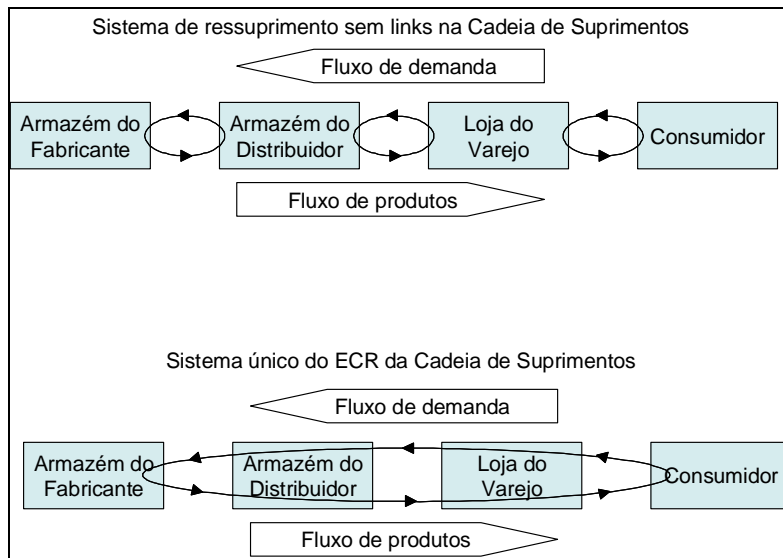 Sistema de ressuprimento sem links na Cadeia de Suprimentos
Fluxo de demanda
Armazém do
Fabricante
Armazém do
Distribuidor
Loja do
Varejo
Consumidor
Fluxo de produtos
Sistema único do ECR da Cadeia de Suprimentos
Fluxo de demanda
Armazém do
Fabricante
Armazém do
Distribuidor
Loja do
Varejo
Consumidor
Fluxo de produtos